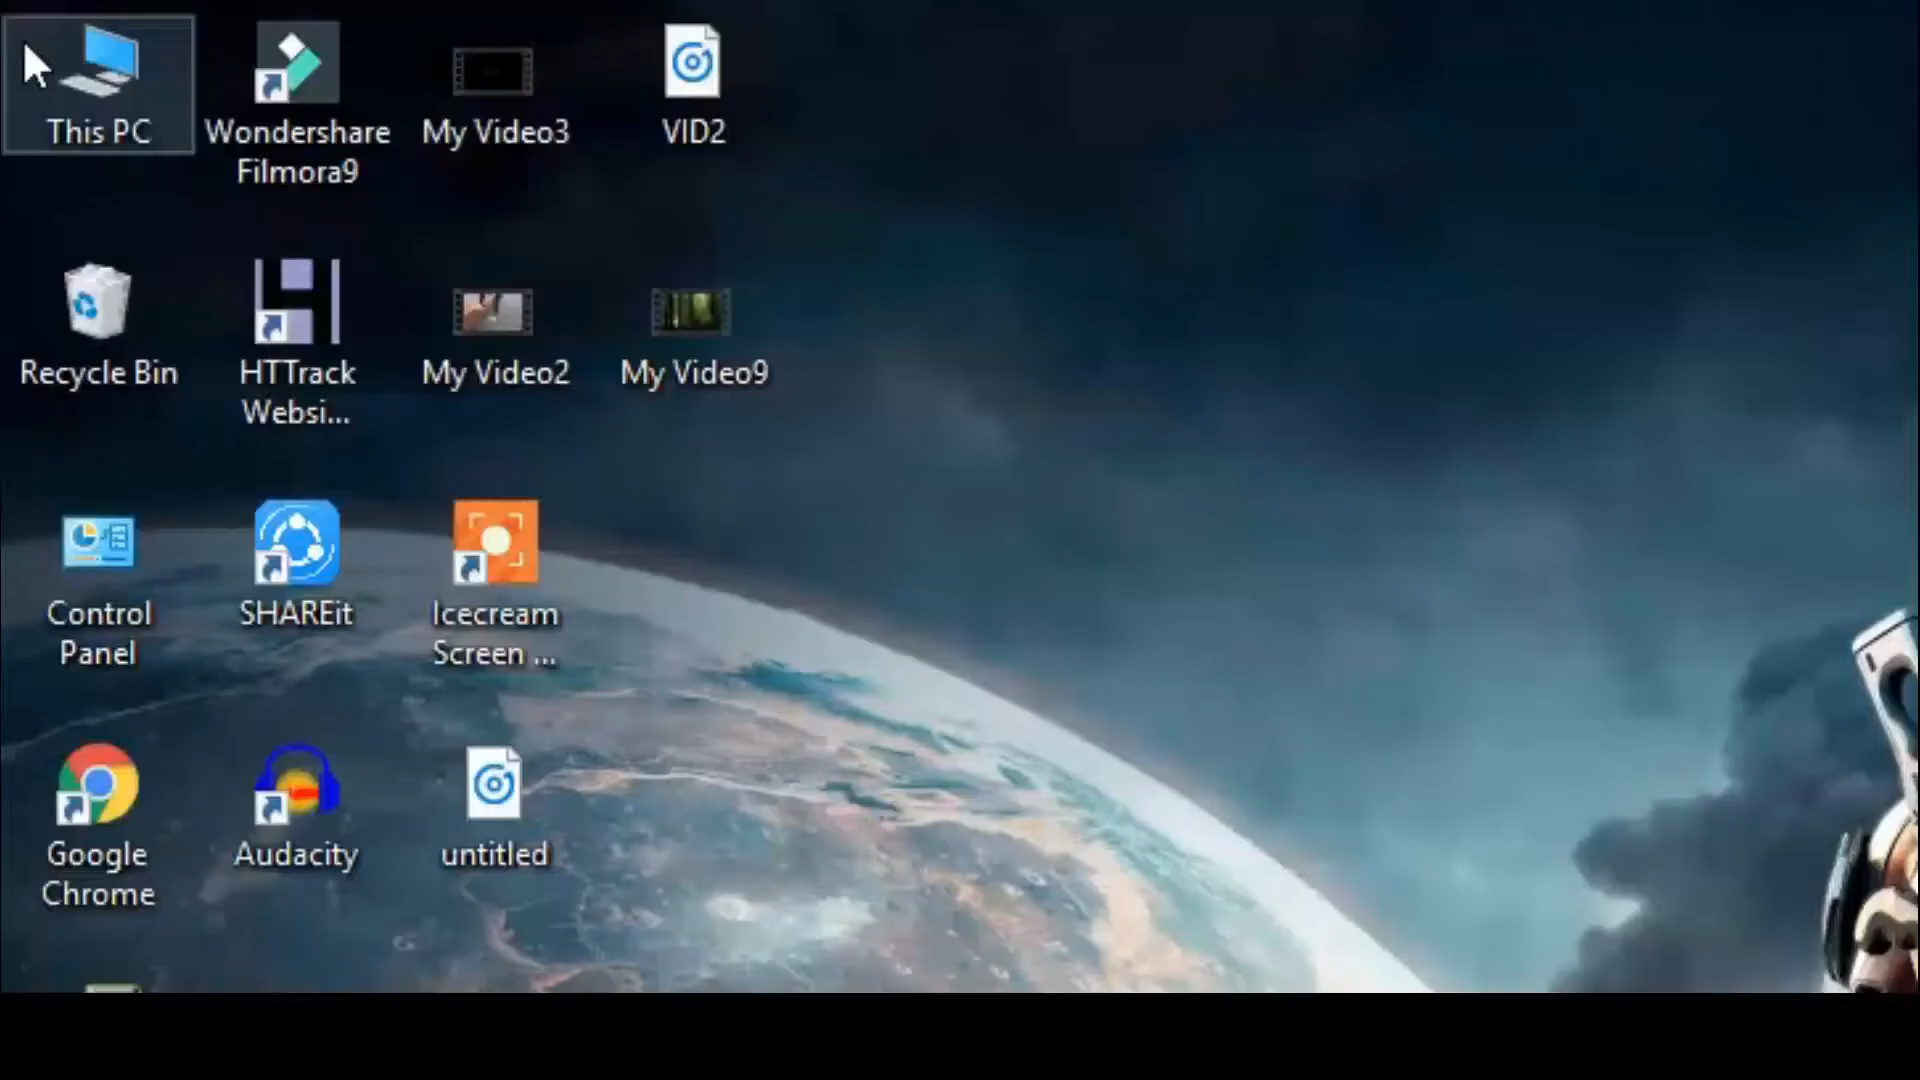 This PC
Wondershare
Filmora9
My Video3
VID2
Recycle Bin
HTTrack
Websi...
My Video2
My Video9
Control
Panel
SHAREit
Icecream
Screen ...
Google
Chrome
Audacity
untitled